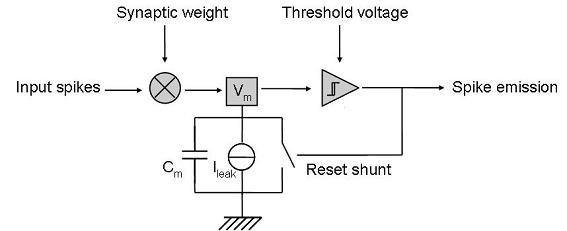 Synaptic weight
Threshold voltage
Input spikes
Vm
Spike emission
Cm
Ileak
Reset shunt